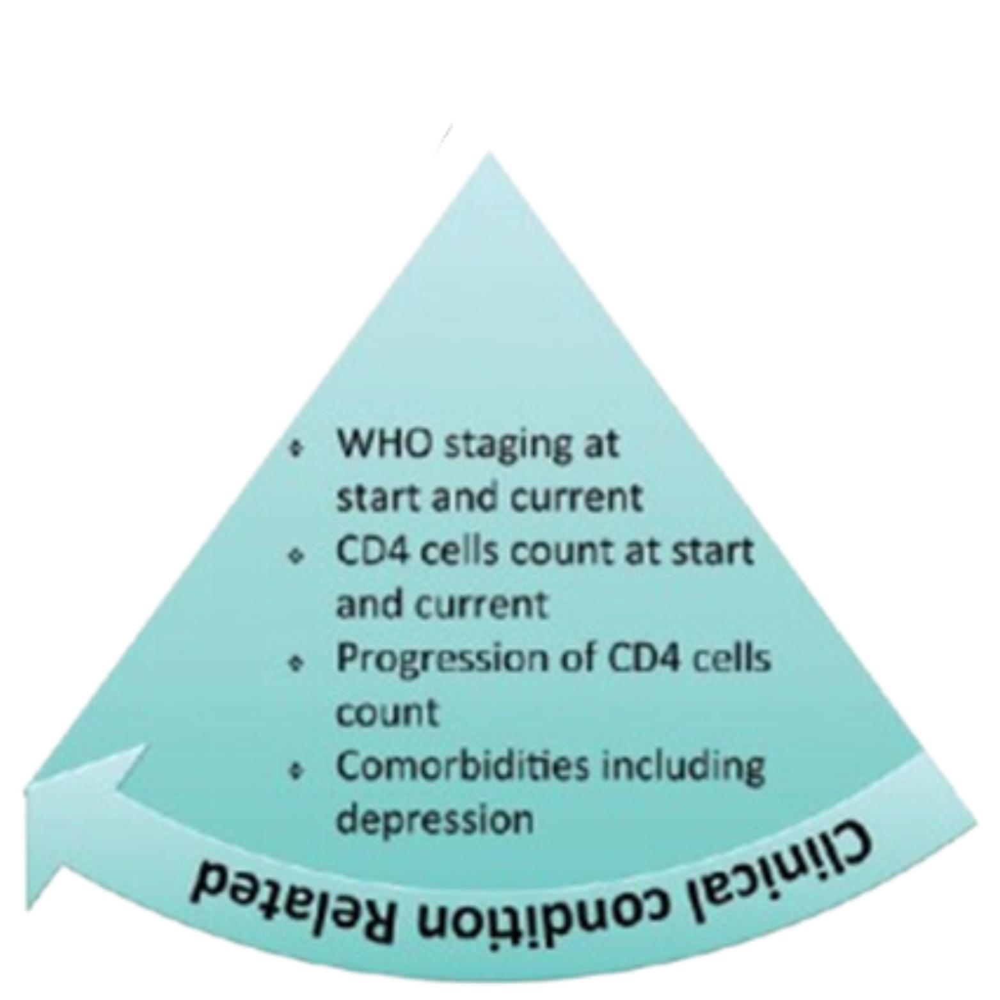 WHO staging at
start and current
CD4 cells count at start
and current
Progression of CD4 cells
count
Comorbidities including
depression
Clinical condition Related